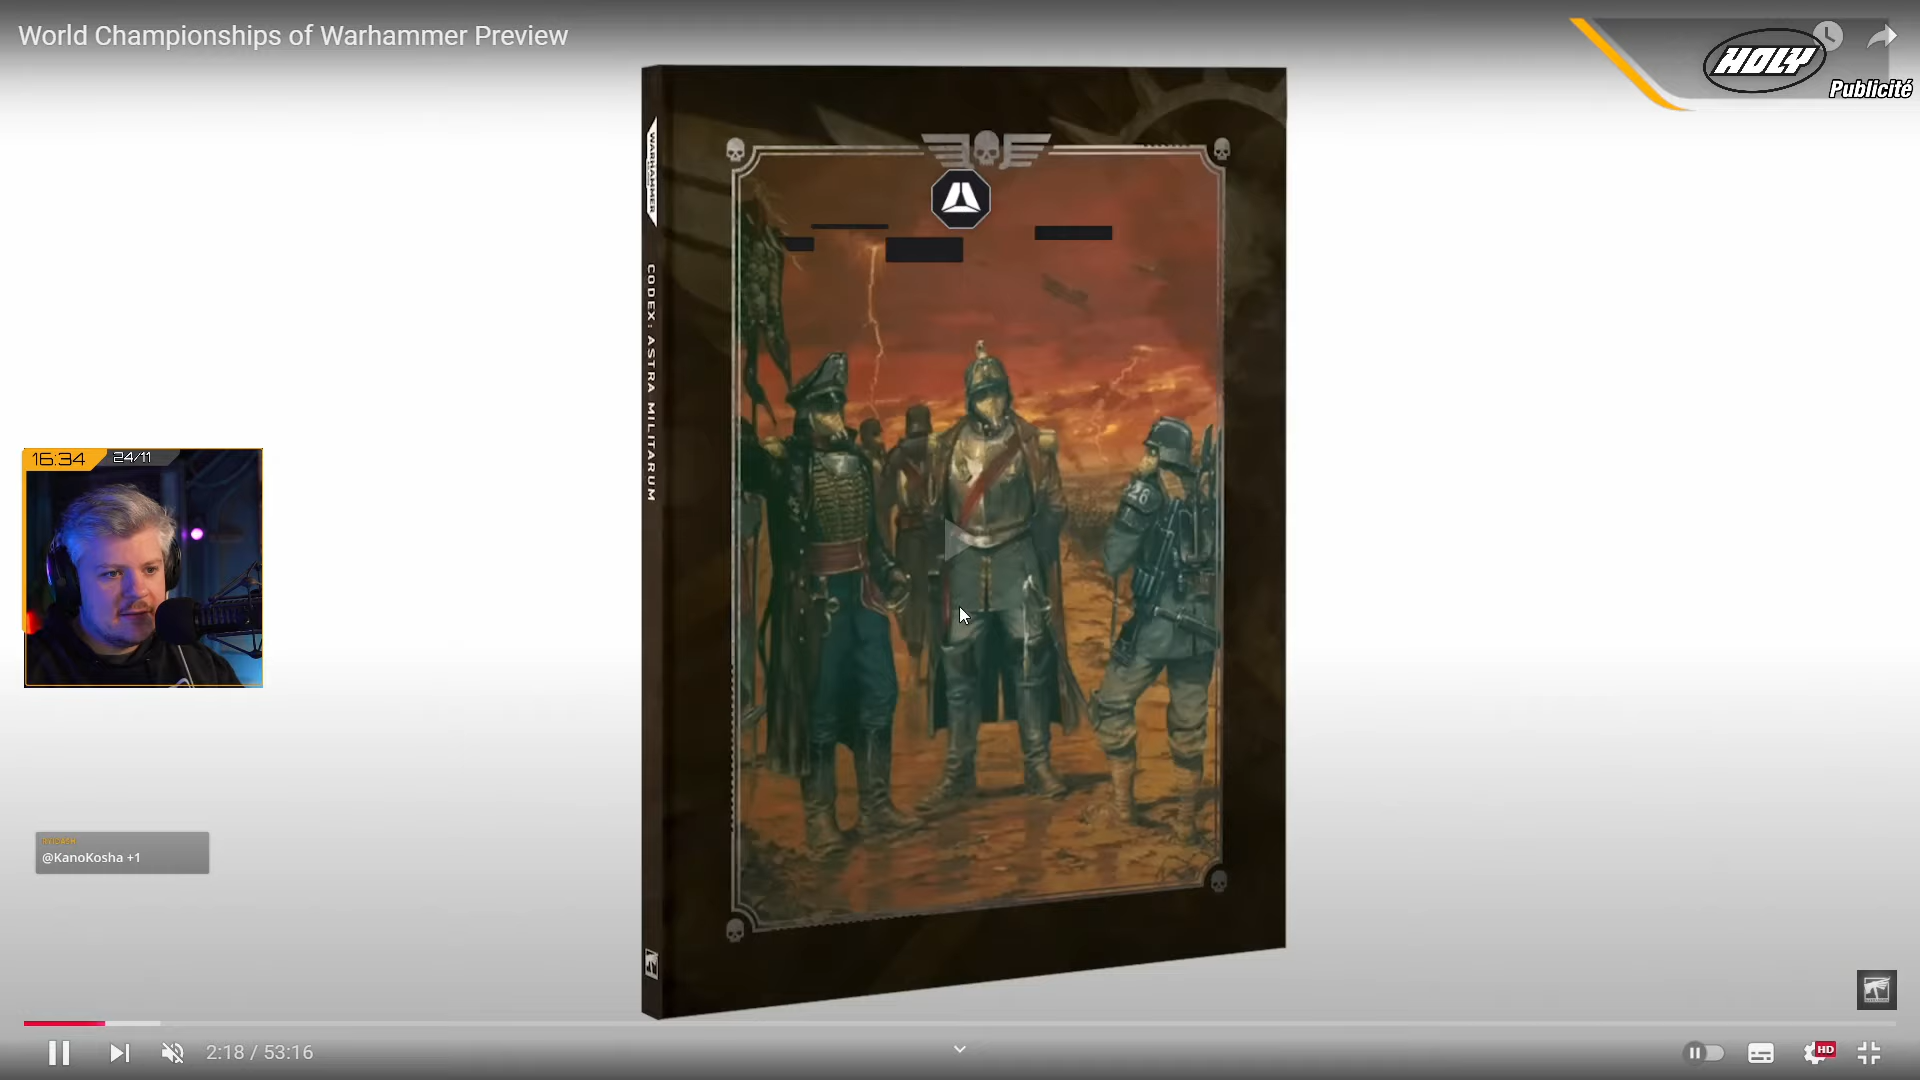 World Championships of Warhammer Preview
HOLY
Publicité
WARHAMMER
CODEX: ASTRA MILITARUM
226
16:34
24/11
@KanoKosha +1
2:18 / 53:16
HD